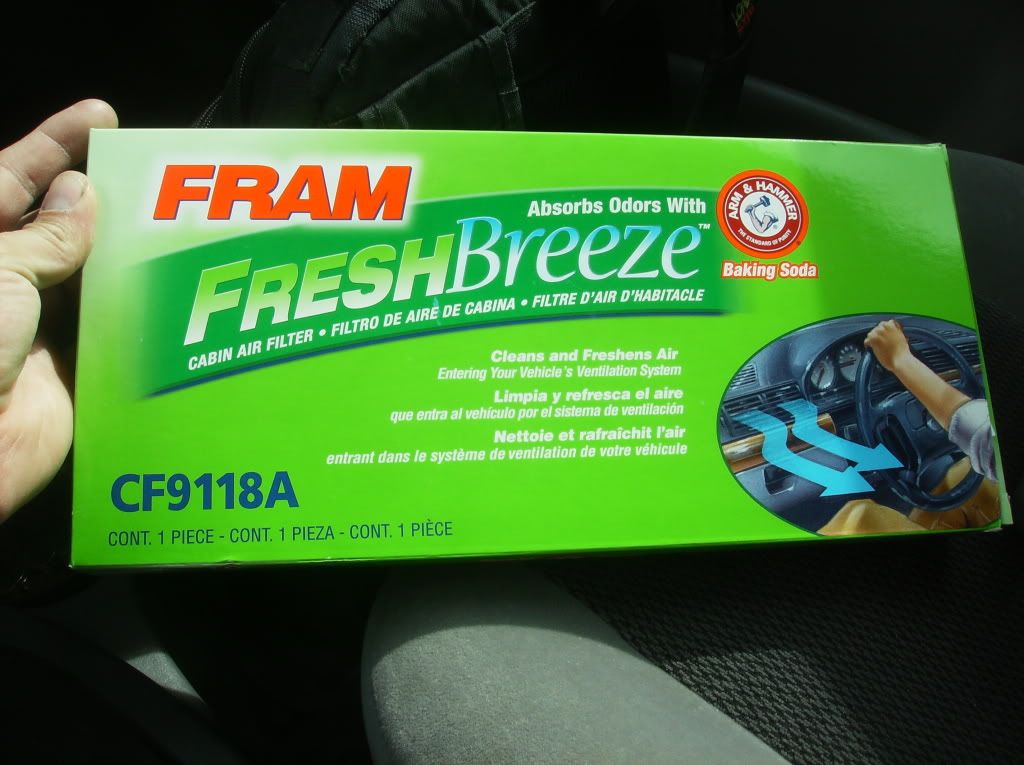 FRAM
Absorbs Odors With
ARM & HAMMER
THE STANDARD OF PURITY
Baking Soda
FRESH Breeze™
CABIN AIR FILTER • FILTRO DE AIRE DE CABINA • FILTRE D'AIR D'HABITACLE
Cleans and Freshens Air
Entering Your Vehicle's Ventilation System
Limpia y refresca el aire
que entra al vehículo por el sistema de ventilación
Nettoie et rafraîchit l'air
entrant dans le système de ventilation de votre véhicule
CF9118A
CONT. 1 PIECE - CONT. 1 PIEZA - CONT. 1 PIÈCE